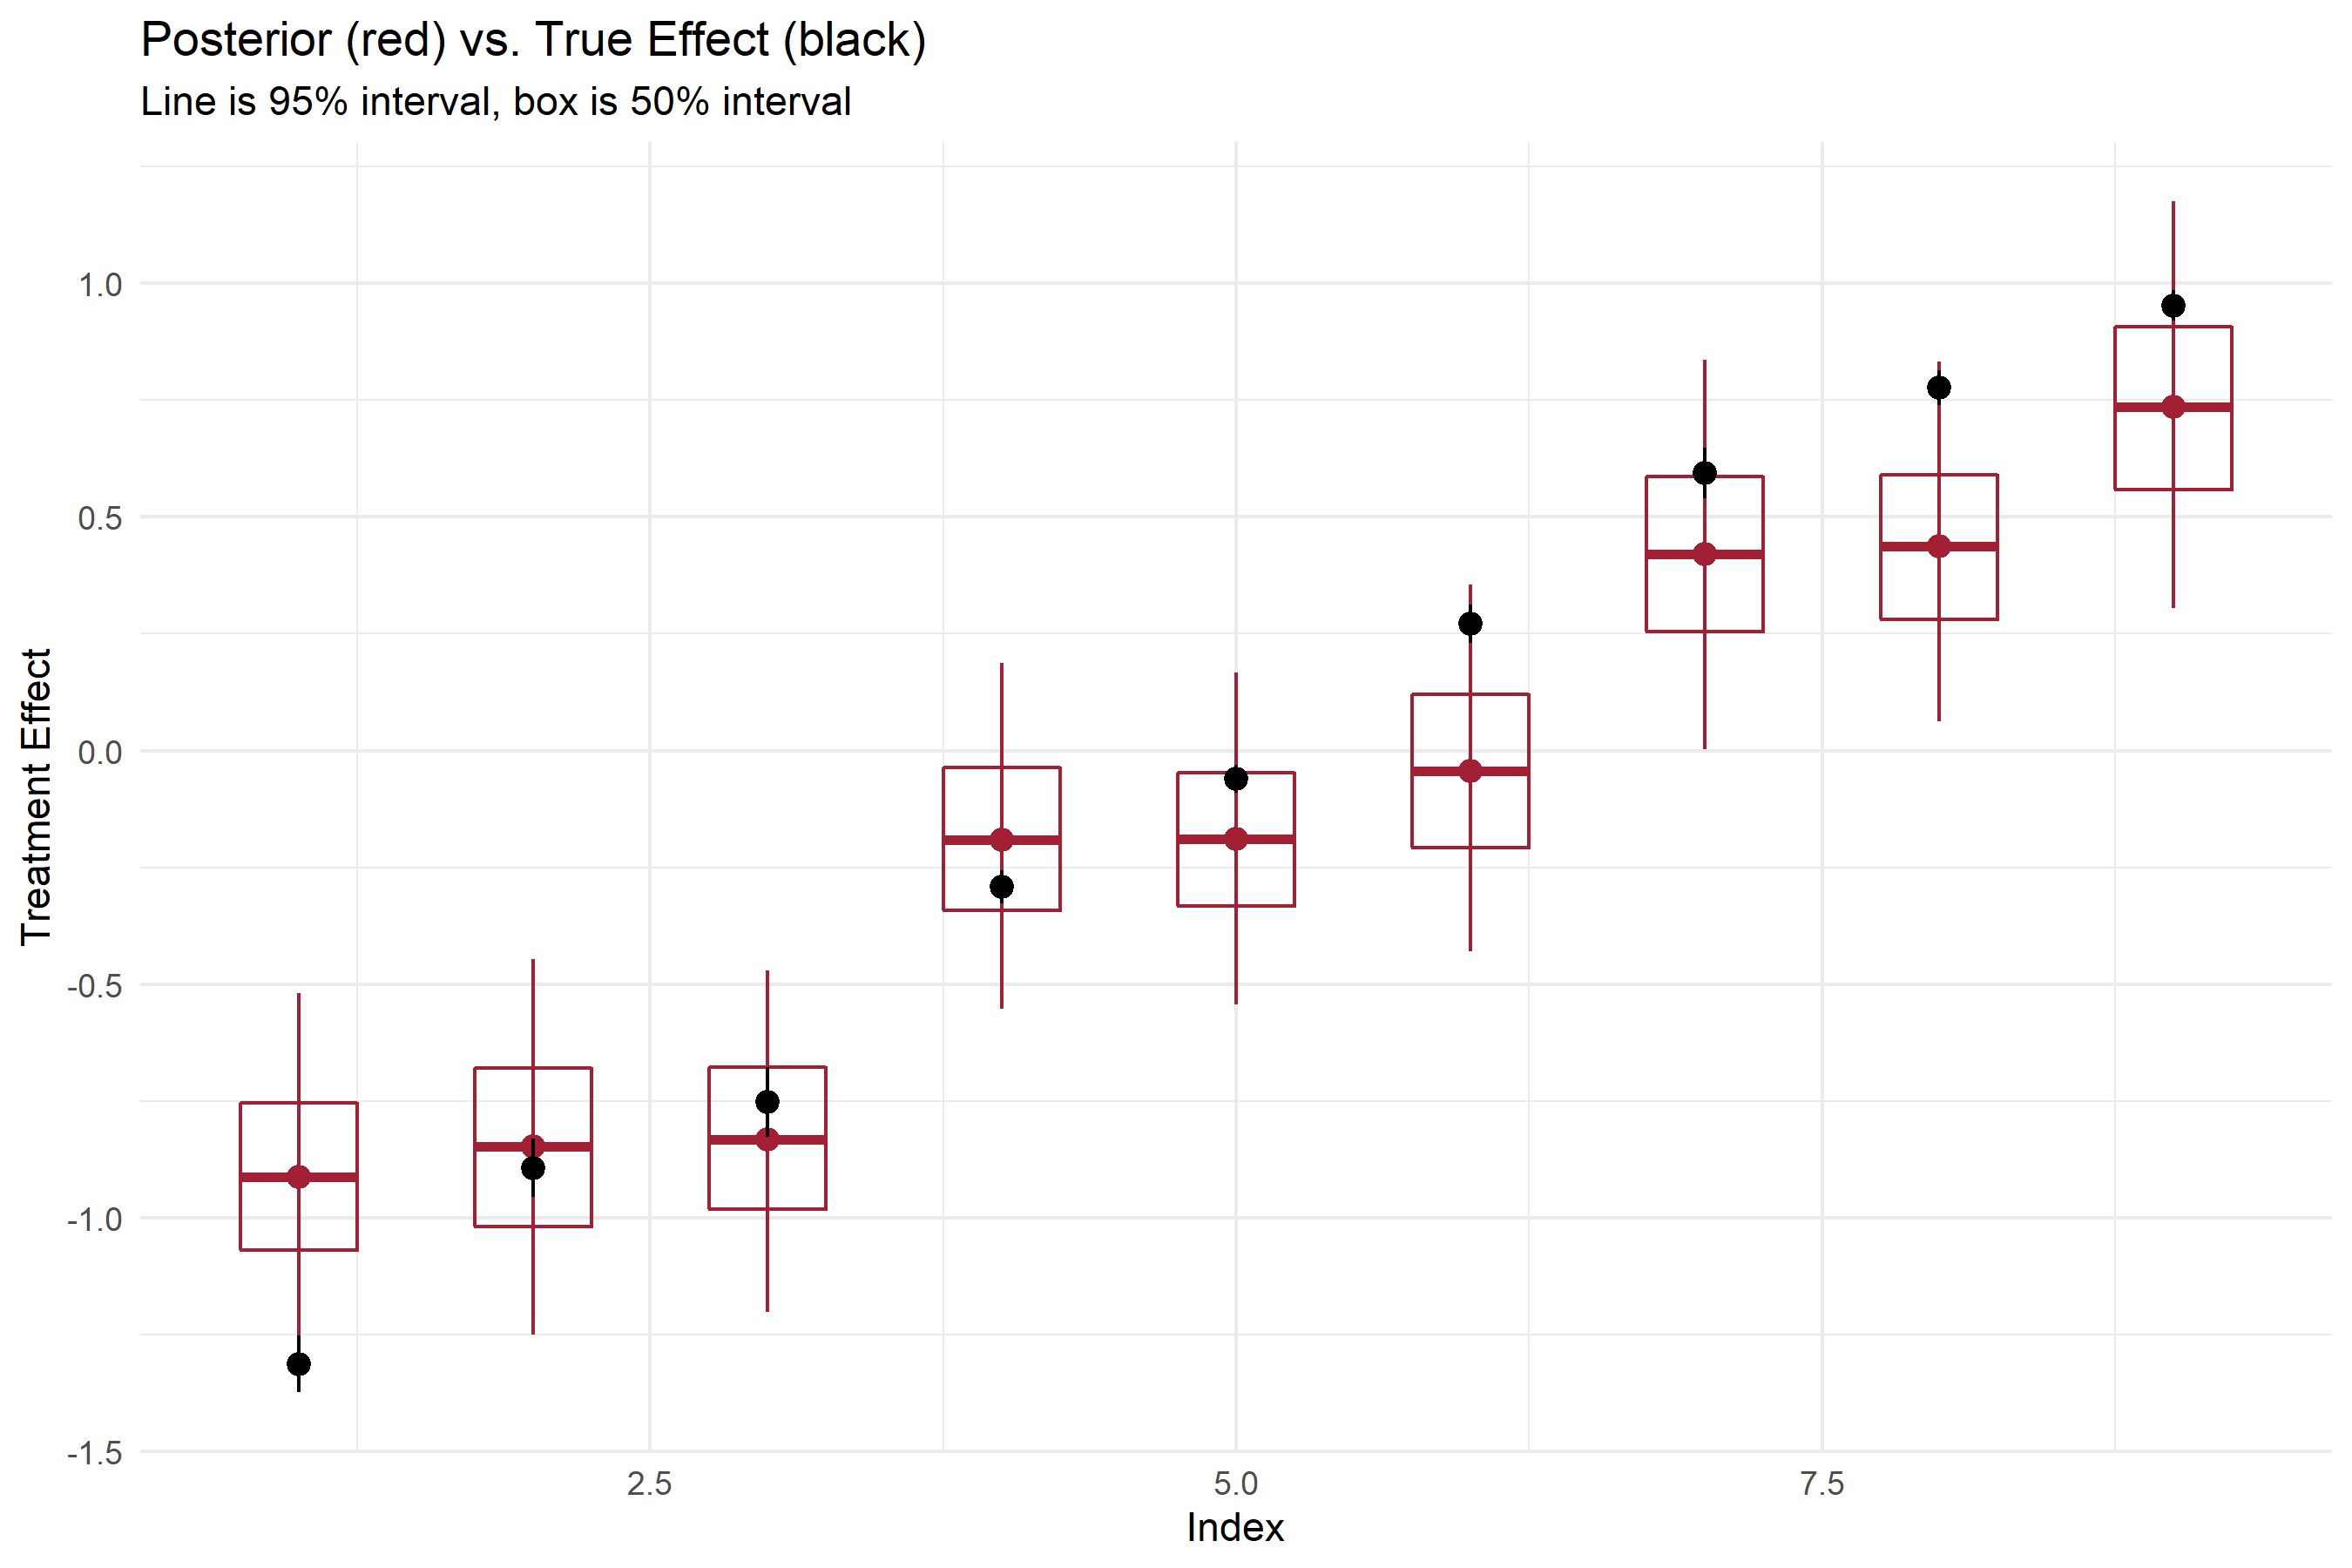 Posterior (red) vs. True Effect (black)
Line is 95% interval, box is 50% interval
Treatment Effect
1.0
0.5
0.0
-0.5
-1.0
-1.5
2.5
5.0
7.5
Index